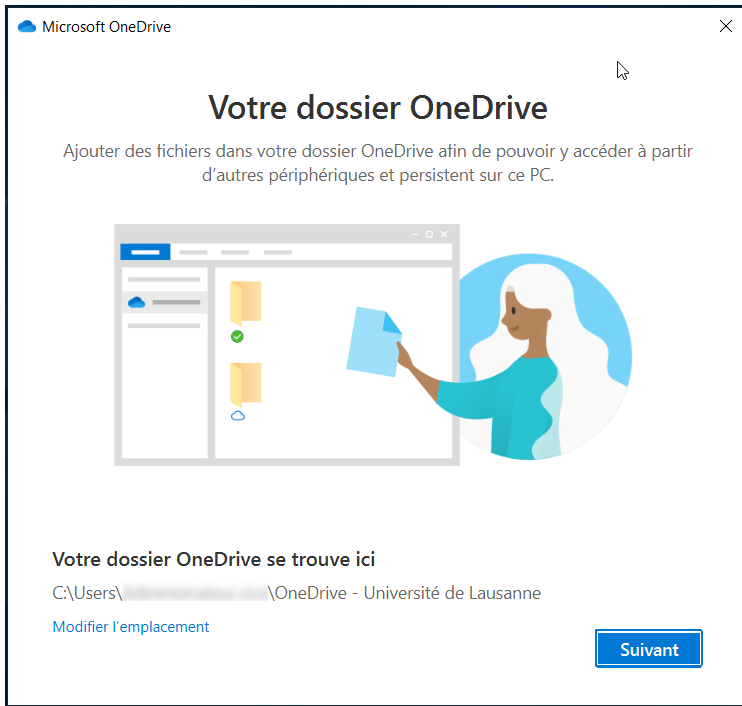 Microsoft OneDrive
Votre dossier OneDrive
Ajouter des fichiers dans votre dossier OneDrive afin de pouvoir y accéder à partir
d’autres périphériques et persistent sur ce PC.
Votre dossier OneDrive se trouve ici
C:\Users\ \OneDrive - Université de Lausanne
Modifier l’emplacement
Suivant